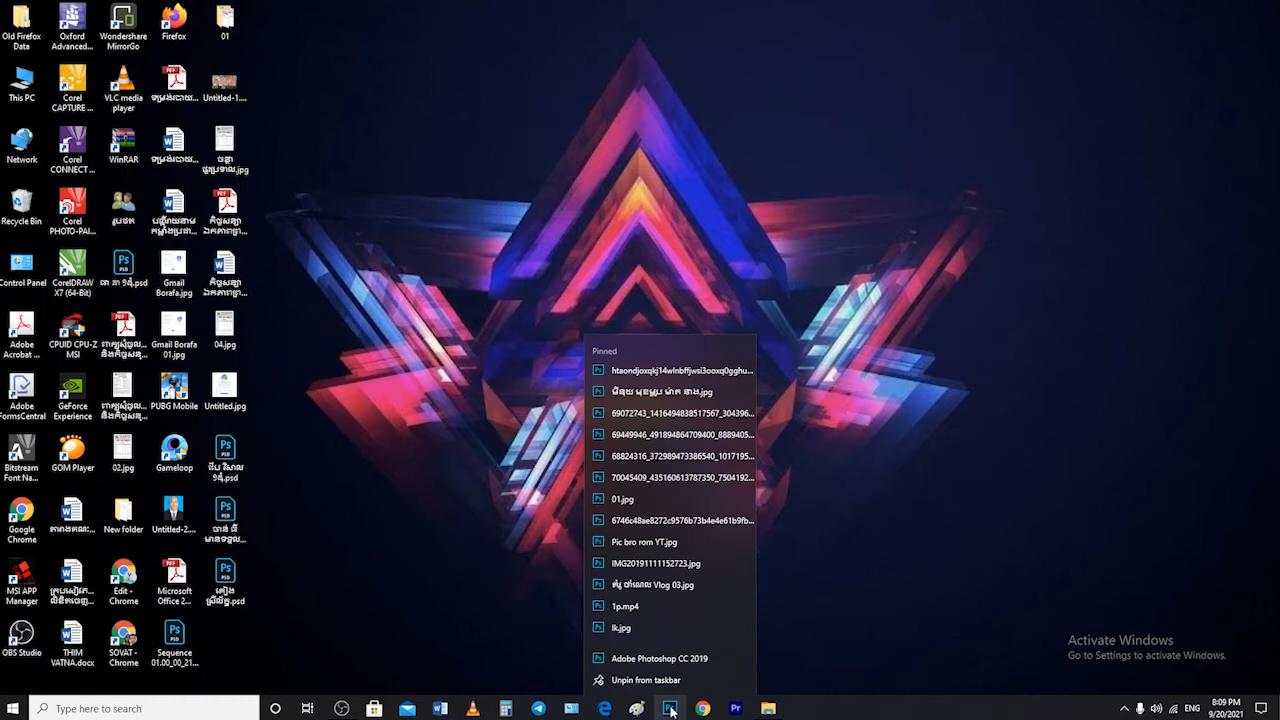 Old Firefox
Data
Oxford
Advanced...
Wondershare
MirrorGo
Firefox
01
This PC
Corel
CAPTURE ...
VLC media
player
Untitled-1....
Network
Corel
CONNECT ...
WinRAR
Recycle Bin
Corel
PHOTO-PAI...
រូបថត
Control Panel
CorelDRAW
X7 (64-Bit)
Gmail
Borafa.jpg
Adobe
Acrobat ...
CPUID CPU-Z
MSI
Gmail Borafa
01.jpg
04.jpg
Adobe
FormsCentral
GeForce
Experience
PUBG Mobile
Untitled.jpg
Bitstream
Font Na...
GOM Player
02.jpg
Gameloop
Google
Chrome
New folder
Untitled-2....
MSI APP
Manager
Edit -
Chrome
Microsoft
Office 2...
OBS Studio
THIM
VATNA.docx
SOVAT -
Chrome
Sequence
01.00_00_21...
Pinned
htaondjoxqkj14wlnbffjwsi3ooxq0gghu...
69072743_1416494838517567_304396...
69449946_491894864709400_8889405...
68824316_372989473386540_1017195...
70045409_435160613787350_7504192...
01.jpg
6746c48ae8272c9576b73b4e4e61b9fb...
Pic bro rom YT.jpg
IMG20191111152723.jpg
Vlog 03.jpg
1p.mp4
lk.jpg
Adobe Photoshop CC 2019
Unpin from taskbar
Activate Windows
Go to Settings to activate Windows.
Type here to search
ENG
8:09 PM
9/20/2021